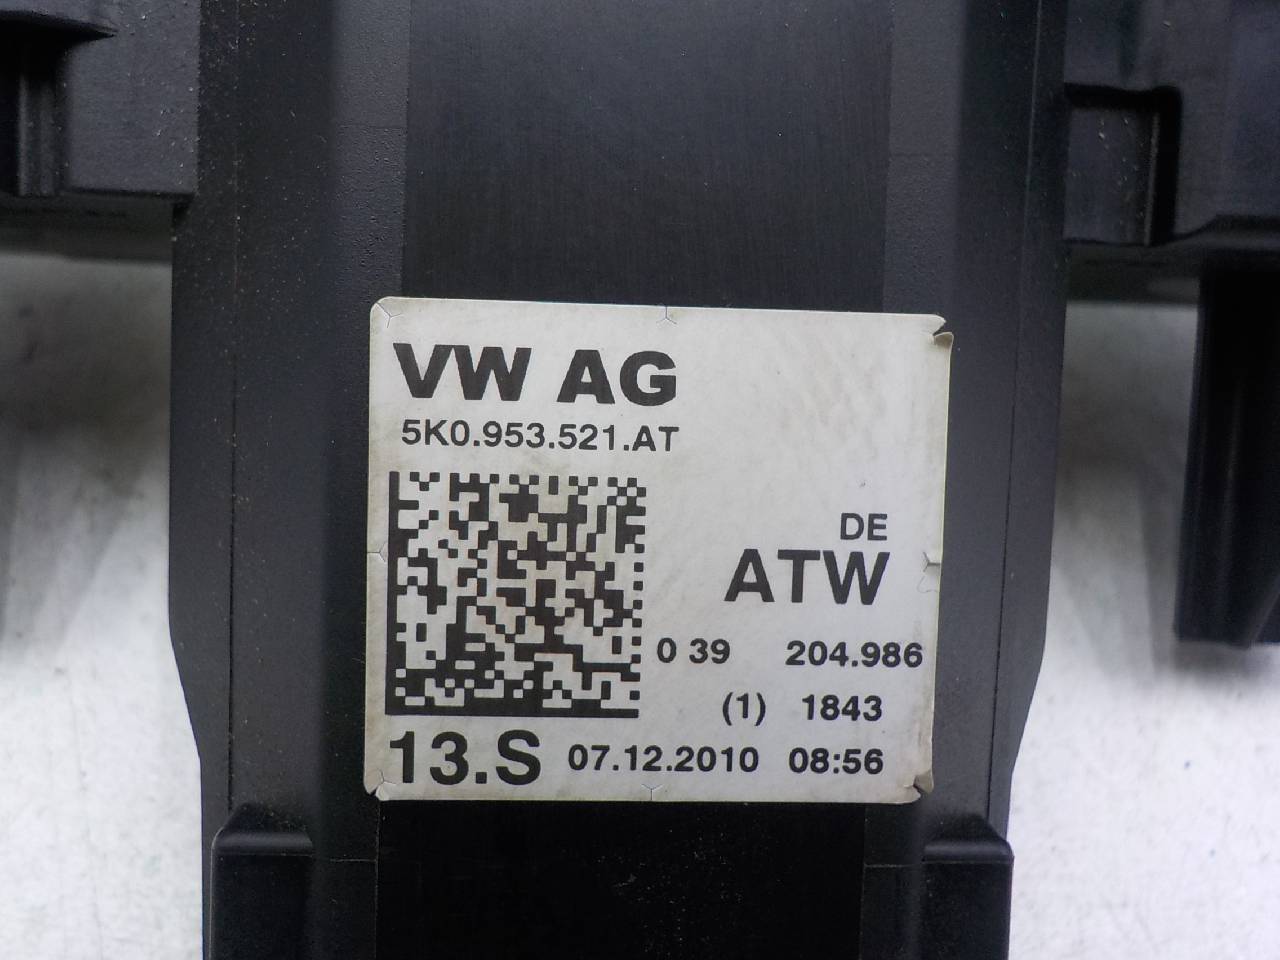 VW AG
5K0.953.521.AT
DE
ATW
0 39 204.986
(1) 1843
13.S 07.12.2010 08:56